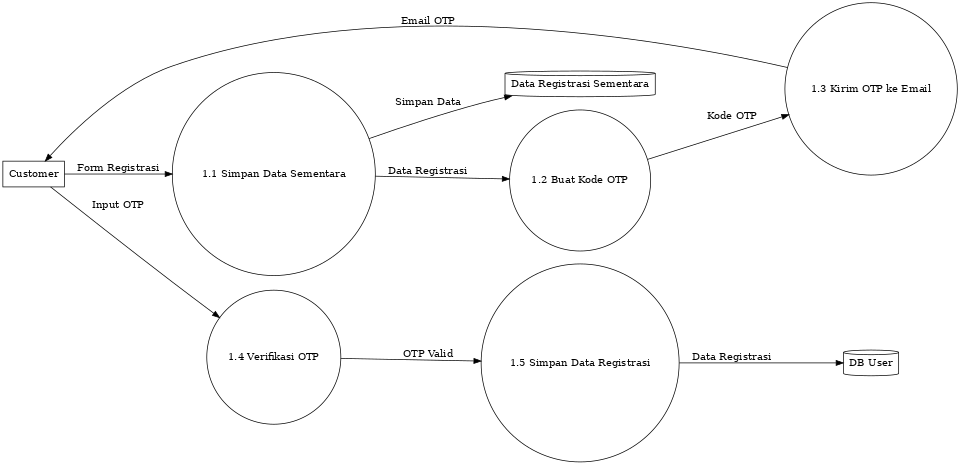 Email OTP
1.3 Kirim OTP ke Email
Data Registrasi Sementara
Simpan Data
Kode OTP
Customer
Form Registrasi
1.1 Simpan Data Sementara
Data Registrasi
1.2 Buat Kode OTP
Input OTP
1.4 Verifikasi OTP
OTP Valid
1.5 Simpan Data Registrasi
Data Registrasi
DB User